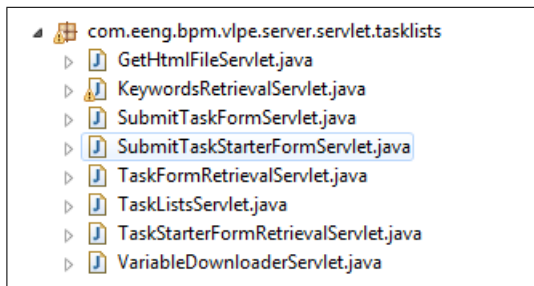 com.eeng.bpm.vlpe.server.servlet.tasklists
GetHtmlFileServlet.java
KeywordsRetrievalServlet.java
SubmitTaskFormServlet.java
SubmitTaskStarterFormServlet.java
TaskFormRetrievalServlet.java
TaskListsServlet.java
TaskStarterFormRetrievalServlet.java
VariableDownloaderServlet.java